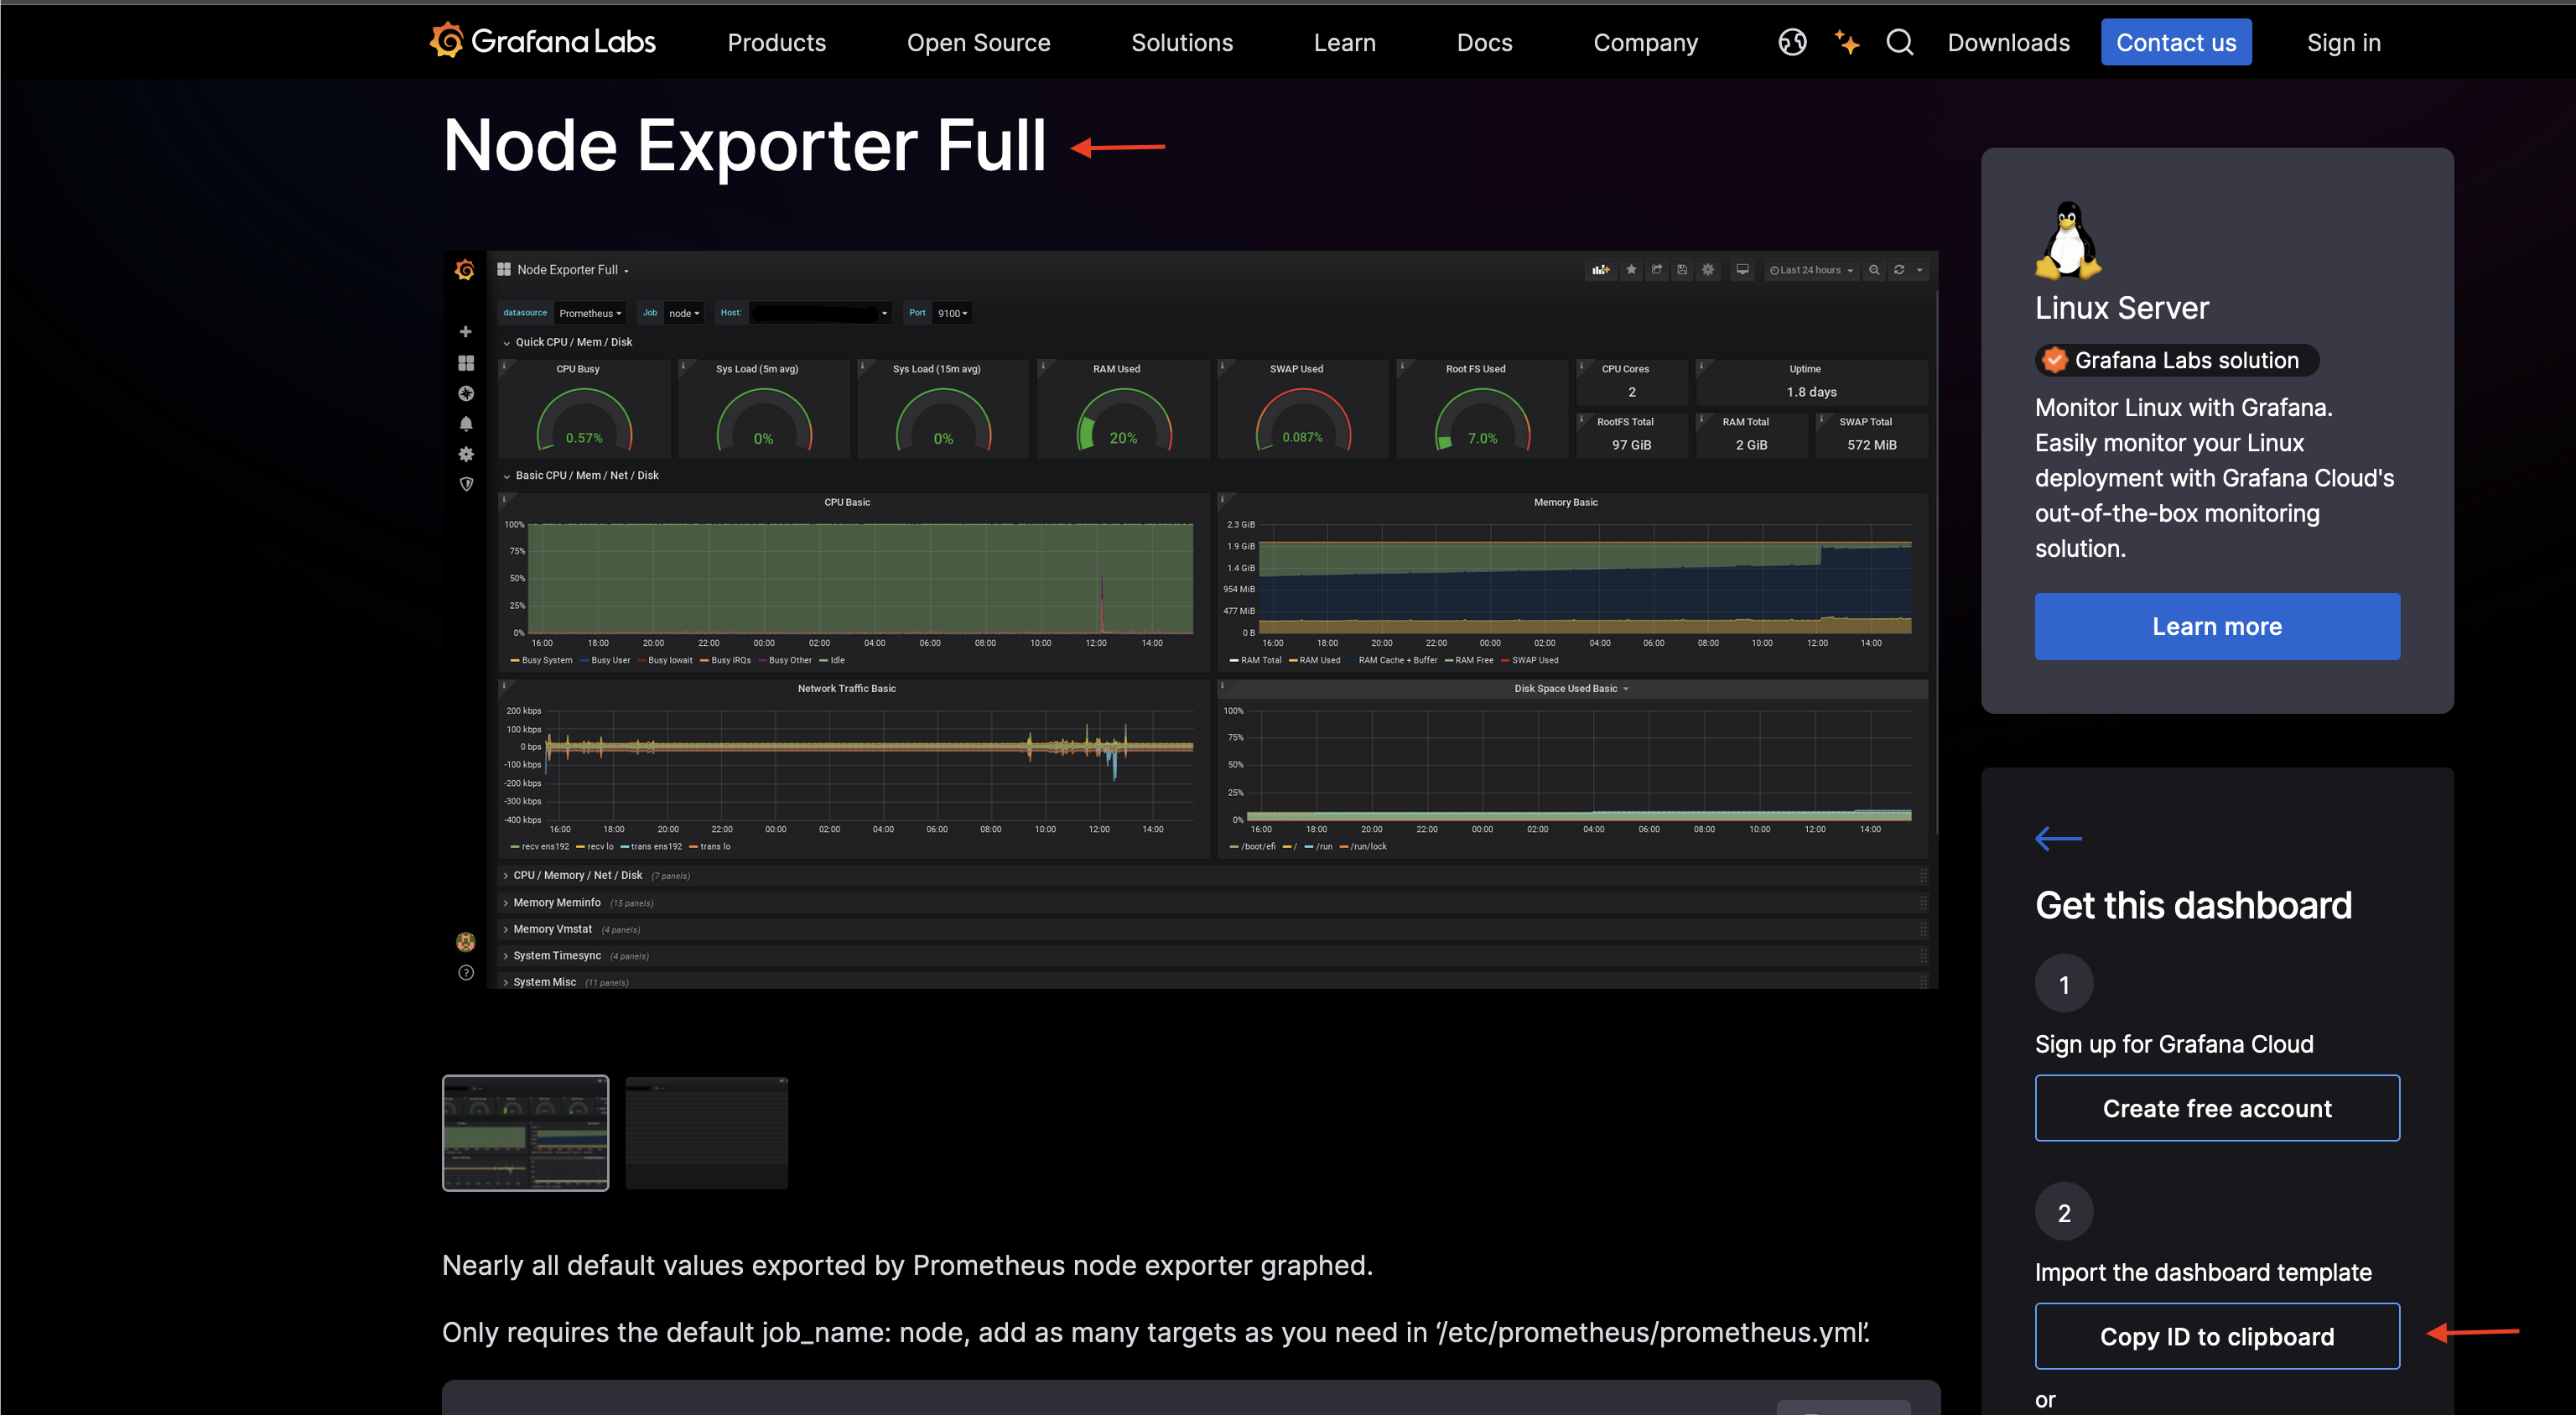 Grafana Labs
Products Open Source Solutions Learn Docs Company Downloads Contact us Sign in
Node Exporter Full
Node Exporter Full
Last 24 hours
datasource Prometheus Job node Host: Port 9100
Quick CPU / Mem / Disk
CPU Busy
0.57%
Sys Load (5m avg)
0%
Sys Load (15m avg)
0%
RAM Used
20%
SWAP Used
0.087%
Root FS Used
7.0%
CPU Cores
2
Uptime
1.8 days
RootFS Total
97 GiB
RAM Total
2 GiB
SWAP Total
572 MiB
Basic CPU / Mem / Net / Disk
CPU Basic
100%
75%
50%
25%
0%
16:00 18:00 20:00 22:00 00:00 02:00 04:00 06:00 08:00 10:00 12:00 14:00
Busy System Busy User Busy Iowait Busy IRQs Busy Other Idle
Memory Basic
2.3 GiB
1.9 GiB
1.4 GiB
954 MiB
477 MiB
0 B
16:00 18:00 20:00 22:00 00:00 02:00 04:00 06:00 08:00 10:00 12:00 14:00
RAM Total RAM Used RAM Cache + Buffer RAM Free SWAP Used
Network Traffic Basic
200 kbps
100 kbps
0 bps
-100 kbps
-200 kbps
-300 kbps
-400 kbps
16:00 18:00 20:00 22:00 00:00 02:00 04:00 06:00 08:00 10:00 12:00 14:00
recv ens192 recv lo trans ens192 trans lo
Disk Space Used Basic
100%
75%
50%
25%
0%
16:00 18:00 20:00 22:00 00:00 02:00 04:00 06:00 08:00 10:00 12:00 14:00
/boot/efi / /run /run/lock
CPU / Memory / Net / Disk (7 panels)
Memory Meminfo (15 panels)
Memory Vmstat (4 panels)
System Timesync (4 panels)
System Misc (11 panels)
Nearly all default values exported by Prometheus node exporter graphed.
Only requires the default job_name: node, add as many targets as you need in ‘/etc/prometheus/prometheus.yml’.
Linux Server
Grafana Labs solution
Monitor Linux with Grafana.
Easily monitor your Linux
deployment with Grafana Cloud's
out-of-the-box monitoring
solution.
Learn more
Get this dashboard
1
Sign up for Grafana Cloud
Create free account
2
Import the dashboard template
Copy ID to clipboard
or